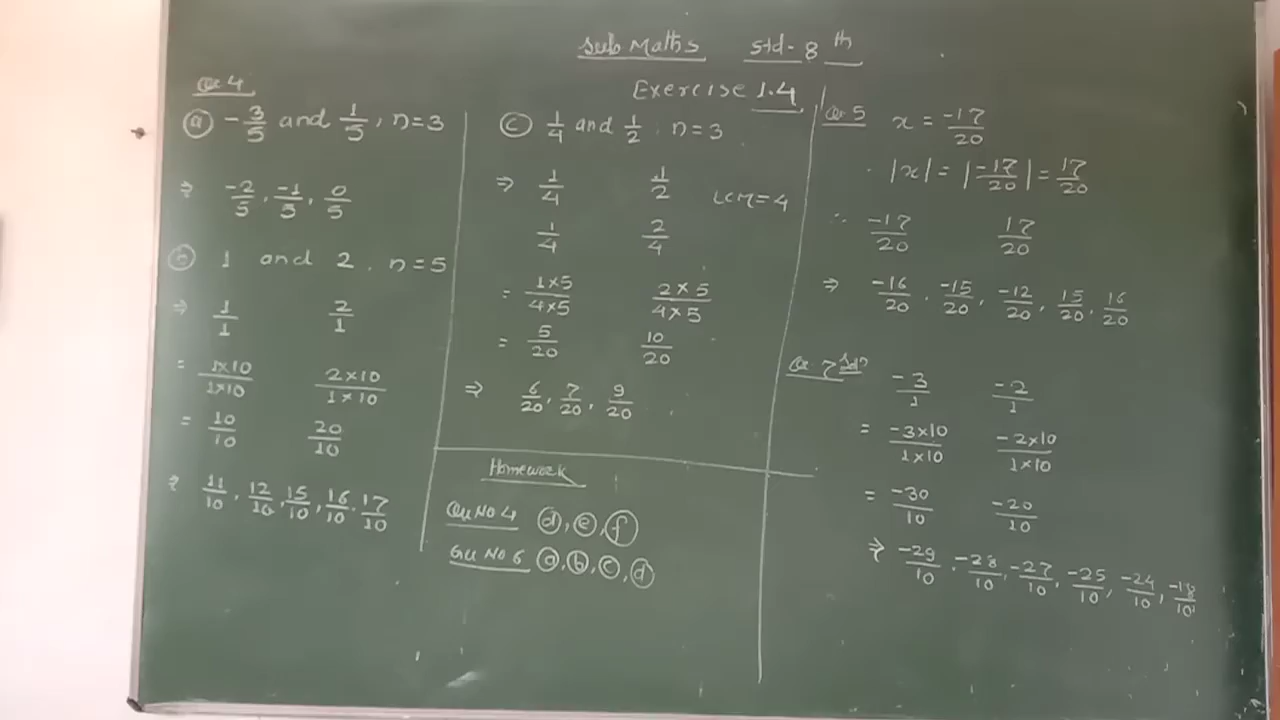 Sub Maths Std- 8th
Exercise 1.4
Qu 4
(a) -3/5 and 1/5, n=3
⇒ -2/5, -1/5, 0/5
(b) 1 and 2, n=5
⇒ 1/1 2/1
= 1×10/1×10 2×10/1×10
= 10/10 20/10
⇒ 11/10, 12/10, 15/10, 16/10, 17/10
(c) 1/4 and 1/2, n=3
⇒ 1/4 1/2 LCM=4
1/4 2/4
= 1×5/4×5 2×5/4×5
= 5/20 10/20
⇒ 6/20, 7/20, 9/20
Homework
Qu No 4 (d), (e), (f)
Qu No 6 (a), (b), (c), (d)
Qu 5 x = -17/20
|x| = |-17/20| = 17/20
∴ -17/20 17/20
⇒ -16/20, -15/20, -12/20, 15/20, 16/20
Qu 7 Sol? -3/1 -2/1
= -3×10/1×10 -2×10/1×10
= -30/10 -20/10
⇒ -29/10, -28/10, -27/10, -25/10, -24/10, -18/10